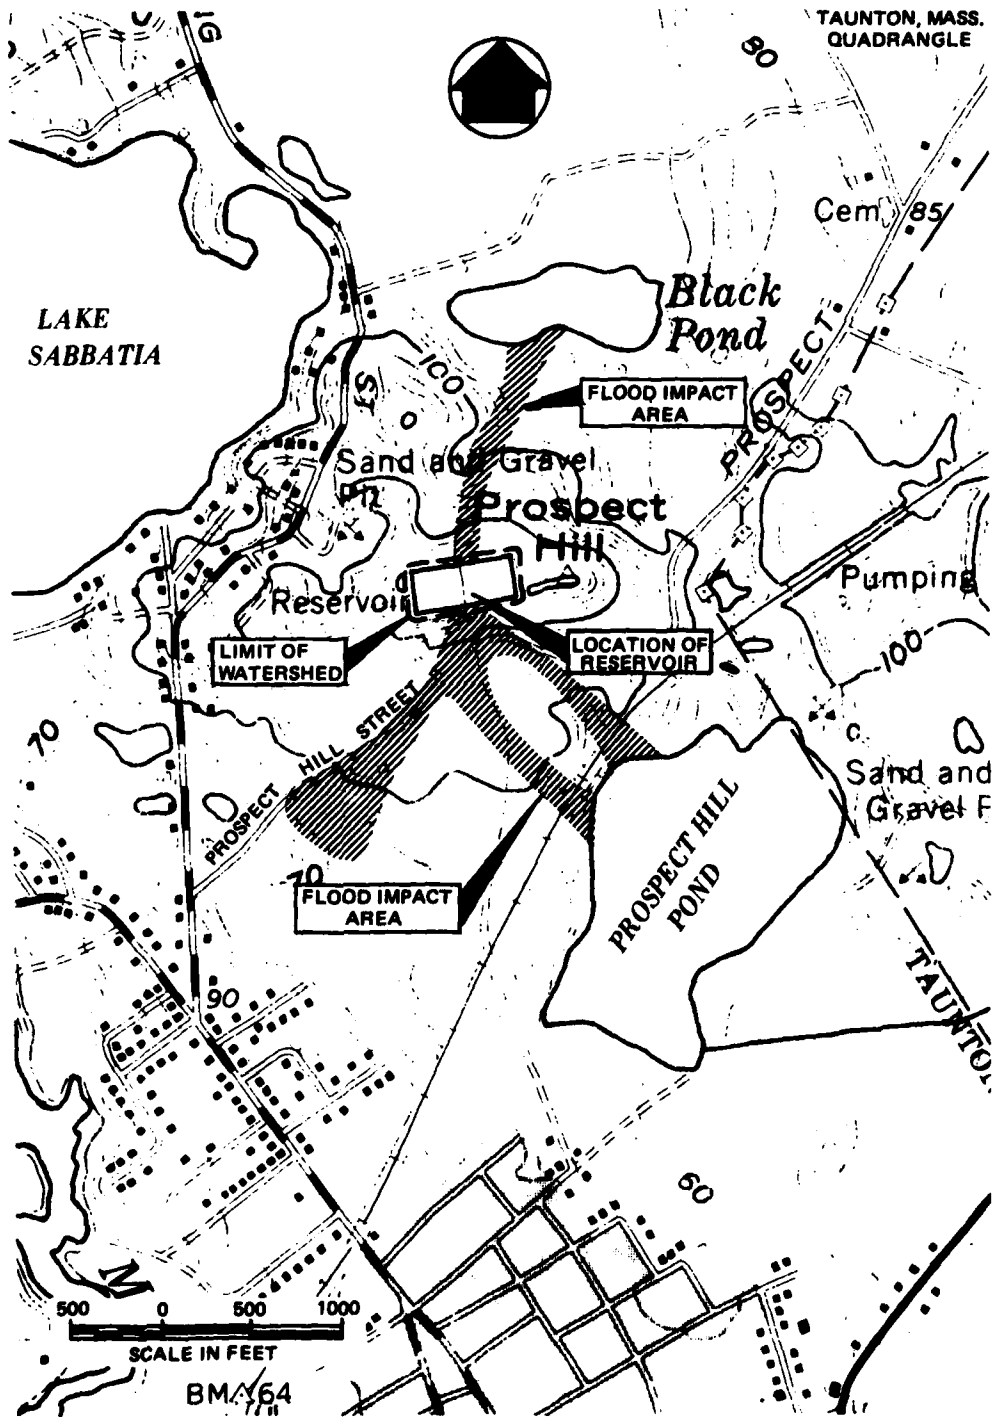 TAUNTON, MASS.
QUADRANGLE
80
Cem
85
LAKE
SABBATIA
Black
Pond
100
ST
PROSPECT
FLOOD IMPACT
AREA
Sand and Gravel
Pit
Prospect
Hill
Reservoir
Pumping
LIMIT OF
WATERSHED
LOCATION OF
RESERVOIR
100
70
PROSPECT HILL STREET
Sand and
Gravel P
PROSPECT HILL
POND
70
FLOOD IMPACT
AREA
TAUNTON
90
60
M
500 0 500 1000
SCALE IN FEET
BM 64